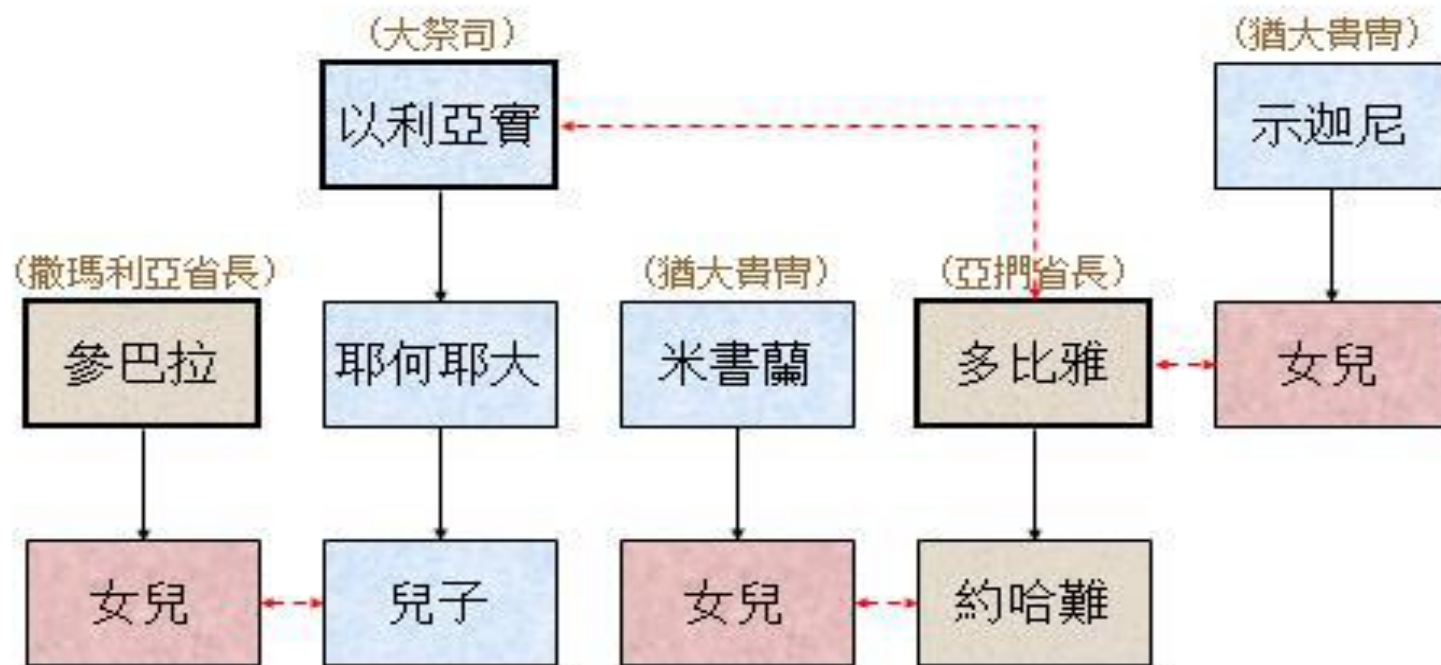 (大祭司)
(猶大貴冑)
以利亞實
示迦尼
(撒瑪利亞省長)
(猶大貴冑)
(亞捫省長)
參巴拉
耶何耶大
米書蘭
多比雅
女兒
女兒
兒子
女兒
約哈難